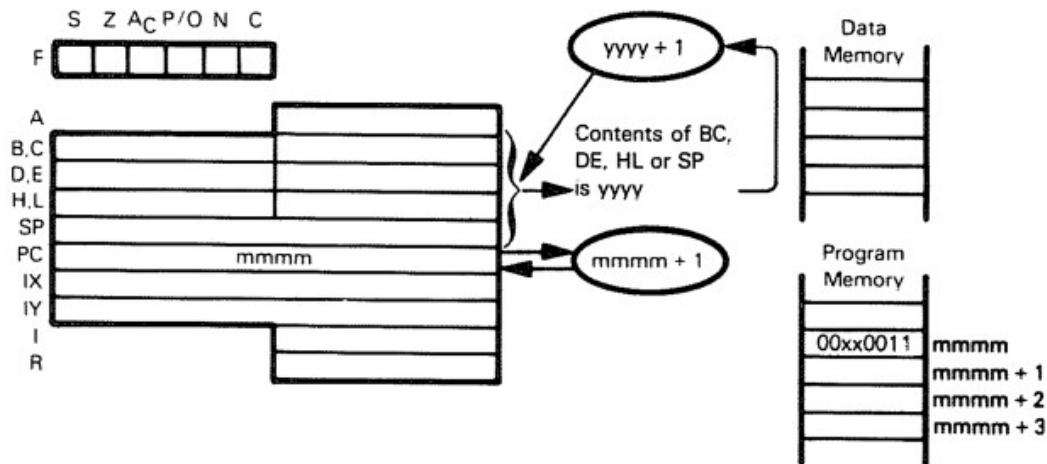 S Z AC P/O N C
F
A
B,C
D,E
H,L
SP
PC
IX
IY
I
R
mmmm
yyyy + 1
Contents of BC,
DE, HL or SP
is yyyy
mmmm + 1
Data
Memory
Program
Memory
00xx0011 mmmm
mmmm + 1
mmmm + 2
mmmm + 3